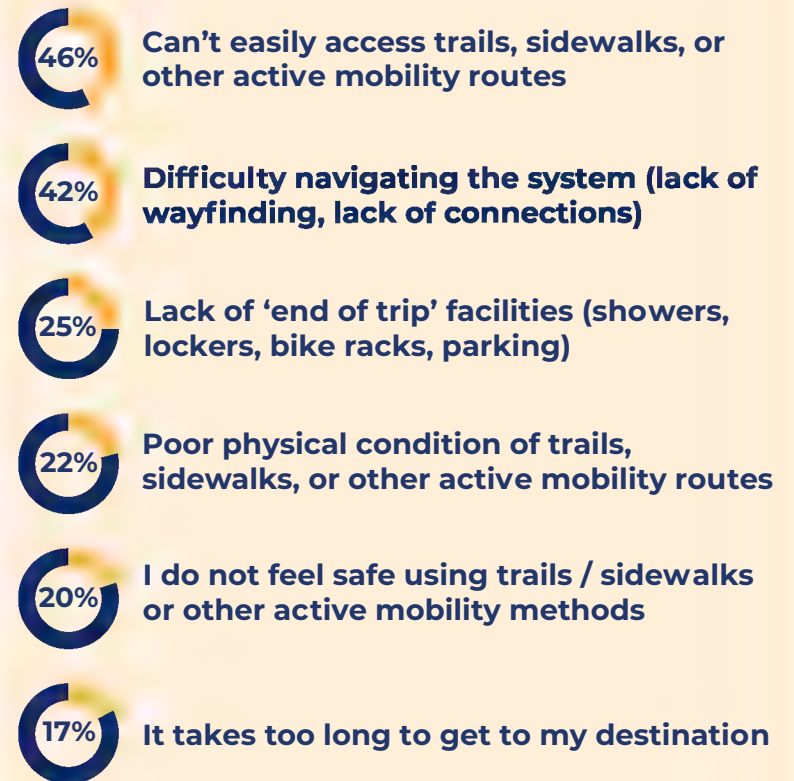 46%
Can’t easily access trails, sidewalks, or
other active mobility routes
42%
Difficulty navigating the system (lack of
wayfinding, lack of connections)
25%
Lack of ‘end of trip’ facilities (showers,
lockers, bike racks, parking)
22%
Poor physical condition of trails,
sidewalks, or other active mobility routes
20%
I do not feel safe using trails / sidewalks
or other active mobility methods
17%
It takes too long to get to my destination